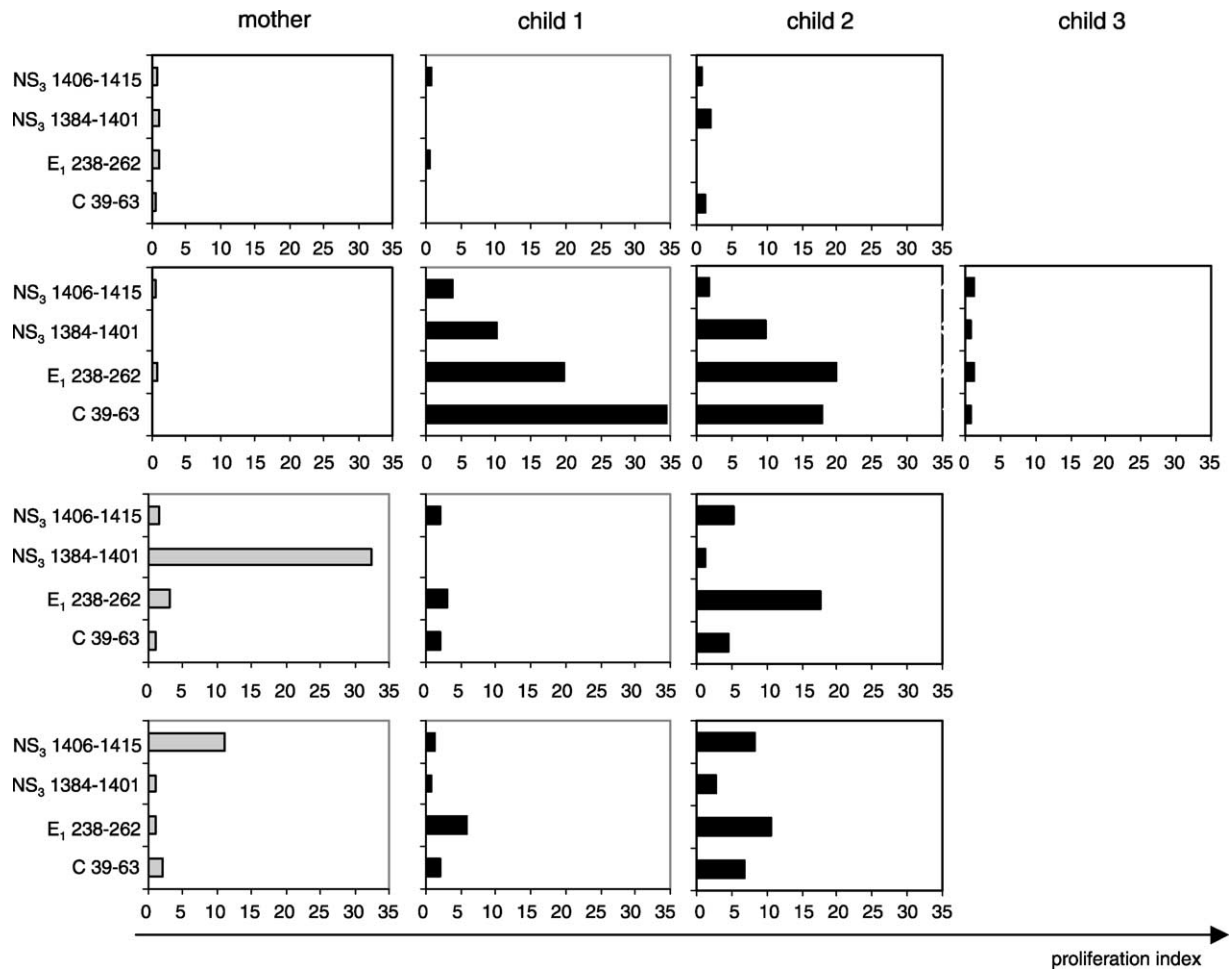 mother child 1 child 2 child 3
NS3 1406-1415
NS3 1384-1401
E1 238-262
C 39-63
0 5 10 15 20 25 30 35 0 5 10 15 20 25 30 35 0 5 10 15 20 25 30 35
NS3 1406-1415
NS3 1384-1401
E1 238-262
C 39-63
0 5 10 15 20 25 30 35 0 5 10 15 20 25 30 35 0 5 10 15 20 25 30 35 0 5 10 15 20 25 30 35
NS3 1406-1415
NS3 1384-1401
E1 238-262
C 39-63
0 5 10 15 20 25 30 35 0 5 10 15 20 25 30 35 0 5 10 15 20 25 30 35
NS3 1406-1415
NS3 1384-1401
E1 238-262
C 39-63
0 5 10 15 20 25 30 35 0 5 10 15 20 25 30 35 0 5 10 15 20 25 30 35
proliferation index